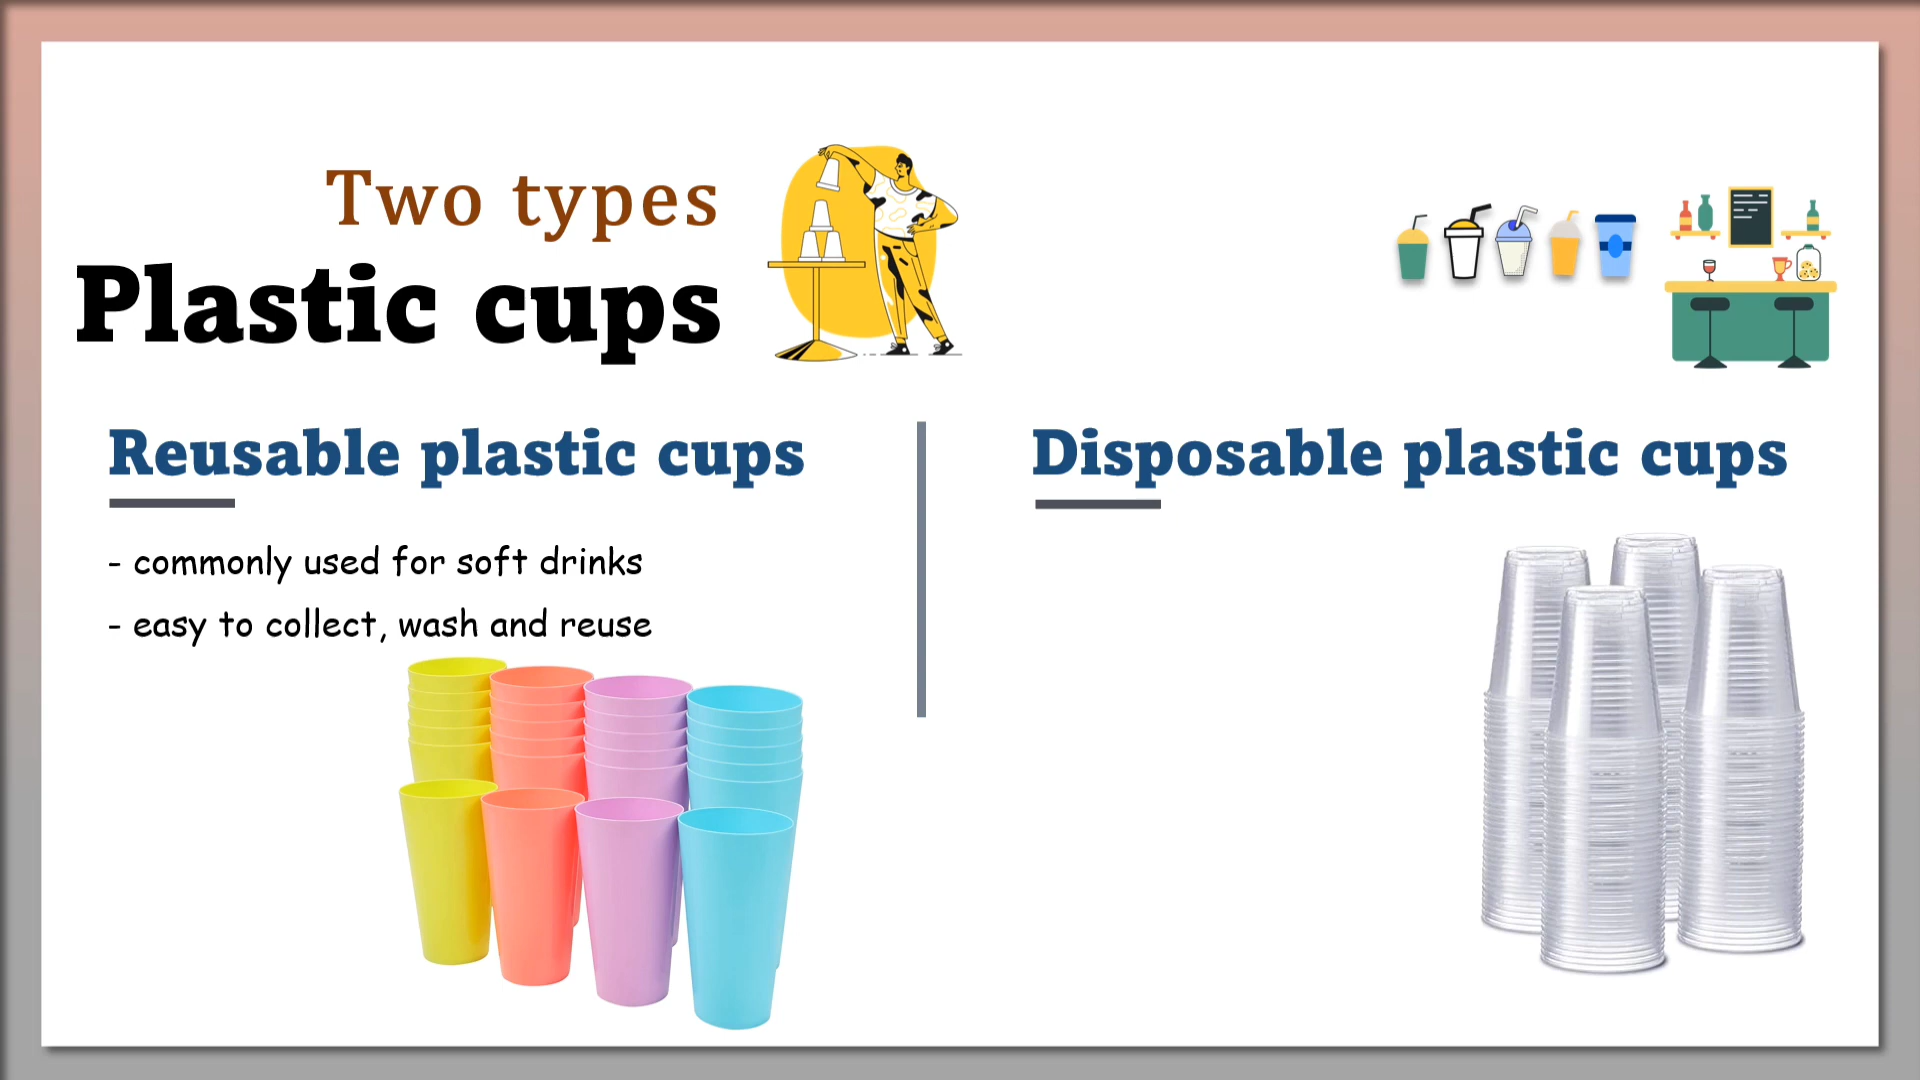 Two types
Plastic cups
Reusable plastic cups
- commonly used for soft drinks
- easy to collect, wash and reuse
Disposable plastic cups